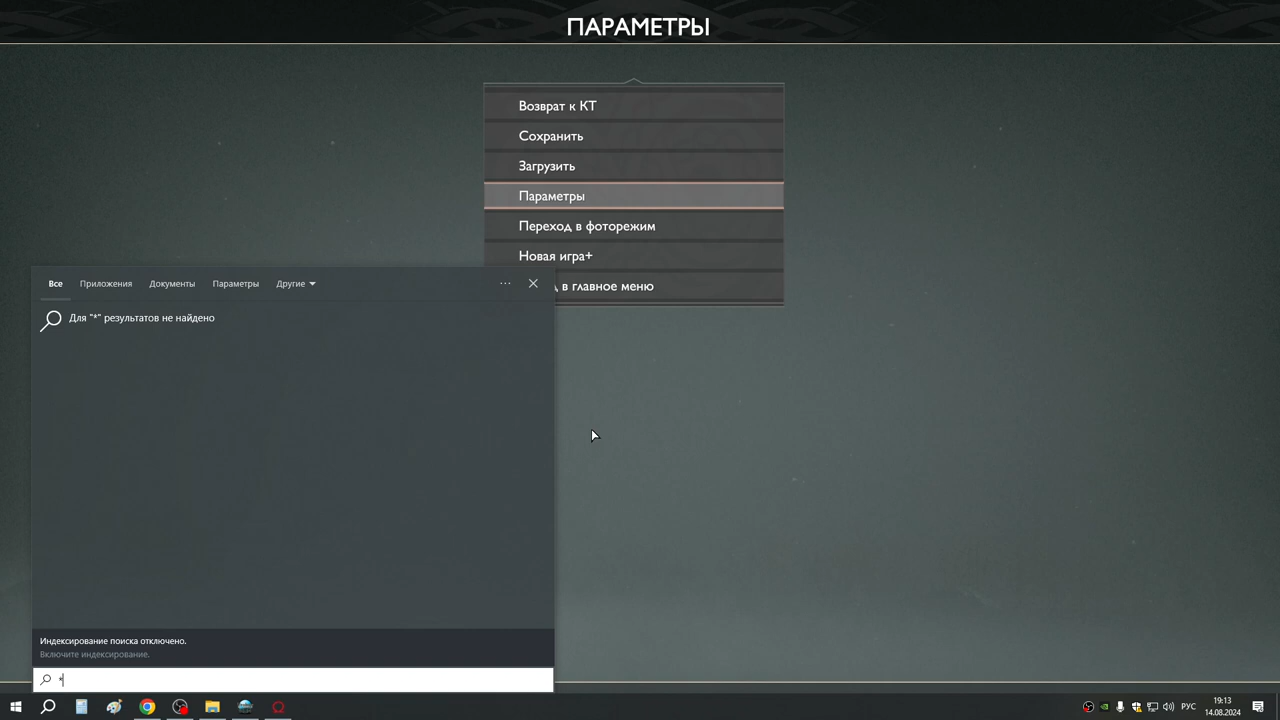 ПАРАМЕТРЫ
Возврат к КТ
Сохранить
Загрузить
Параметры
Переход в фоторежим
Новая игра+
в главное меню
Все Приложения Документы Параметры Другие
Для "*" результатов не найдено
Индексирование поиска отключено.
Включите индексирование.
*
РУС
19:13
14.08.2024